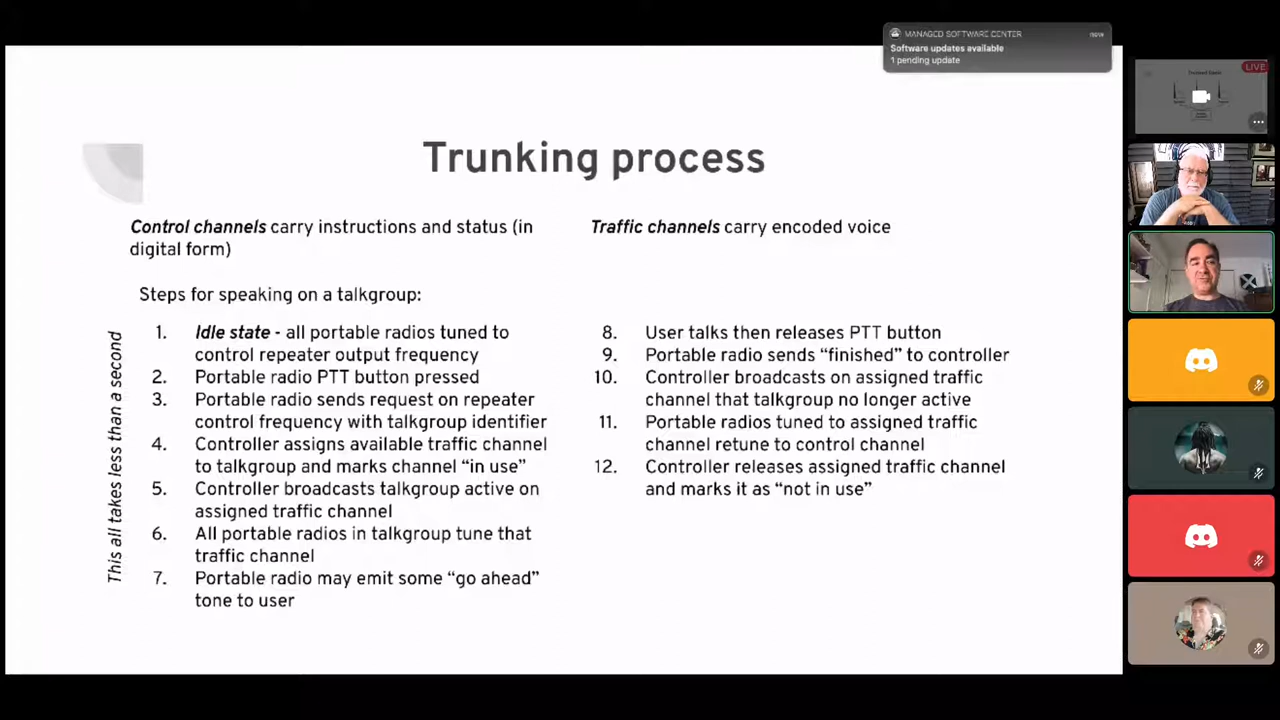 MANAGED SOFTWARE CENTER
now
Software updates available
1 pending update
LIVE
Trunking process
Control channels carry instructions and status (in
digital form)
Traffic channels carry encoded voice
Steps for speaking on a talkgroup:
This all takes less than a second
1. Idle state - all portable radios tuned to
control repeater output frequency
2. Portable radio PTT button pressed
3. Portable radio sends request on repeater
control frequency with talkgroup identifier
4. Controller assigns available traffic channel
to talkgroup and marks channel “in use”
5. Controller broadcasts talkgroup active on
assigned traffic channel
6. All portable radios in talkgroup tune that
traffic channel
7. Portable radio may emit some “go ahead”
tone to user
8. User talks then releases PTT button
9. Portable radio sends “finished” to controller
10. Controller broadcasts on assigned traffic
channel that talkgroup no longer active
11. Portable radios tuned to assigned traffic
channel retune to control channel
12. Controller releases assigned traffic channel
and marks it as “not in use”